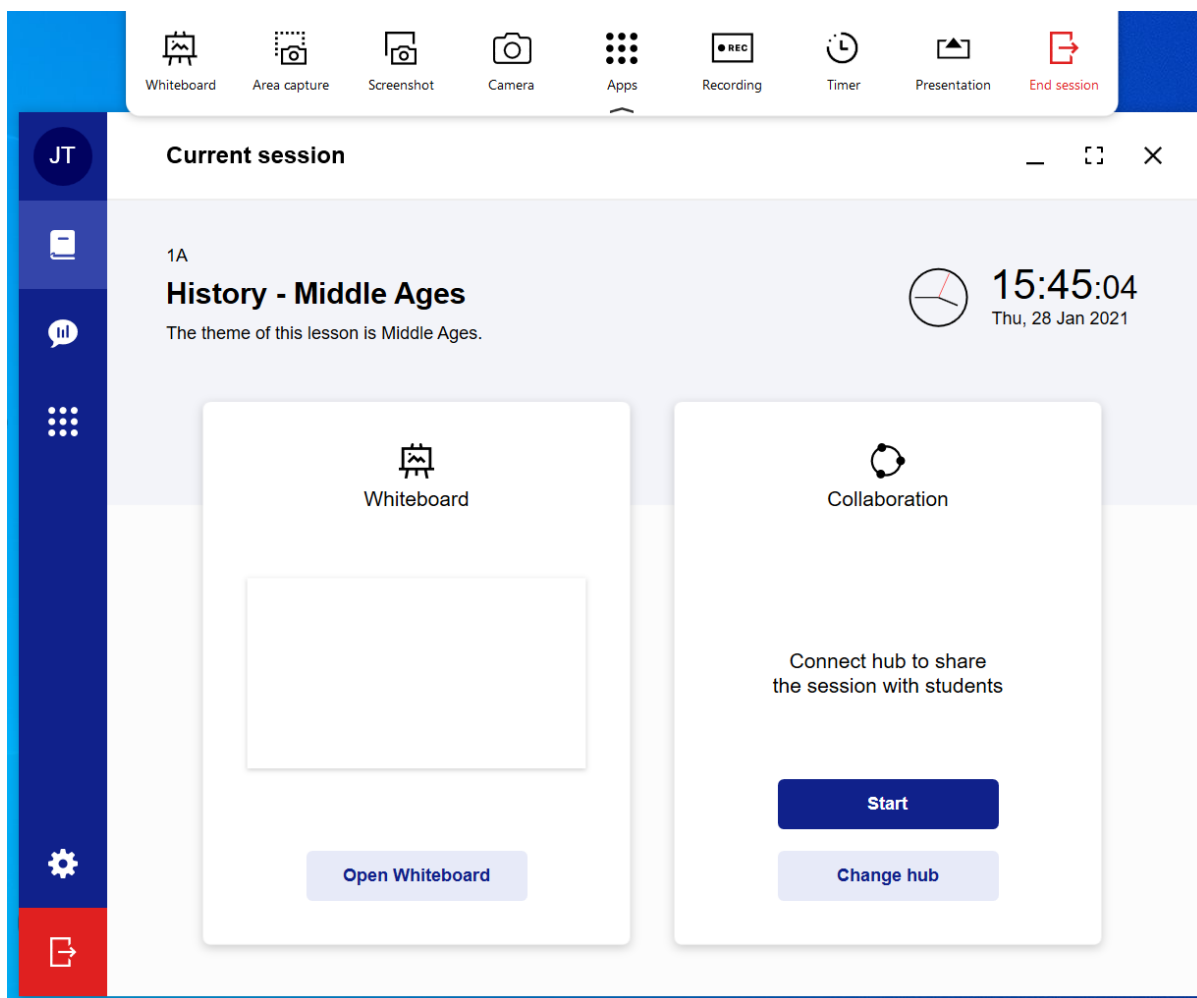 Whiteboard
Area capture
Screenshot
Camera
Apps
REC
Recording
Timer
Presentation
End session
JT
Current session
1A
History - Middle Ages
The theme of this lesson is Middle Ages.
15:45:04
Thu, 28 Jan 2021
Whiteboard
Open Whiteboard
Collaboration
Connect hub to share
the session with students
Start
Change hub